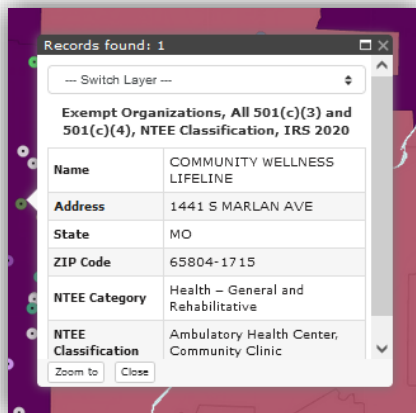 Records found: 1
--- Switch Layer ---
Exempt Organizations, All 501(c)(3) and
501(c)(4), NTEE Classification, IRS 2020
Name
COMMUNITY WELLNESS
LIFELINE
Address
1441 S MARLAN AVE
State
MO
ZIP Code
65804-1715
NTEE Category
Health – General and
Rehabilitative
NTEE
Classification
Ambulatory Health Center,
Community Clinic
Zoom to
Close